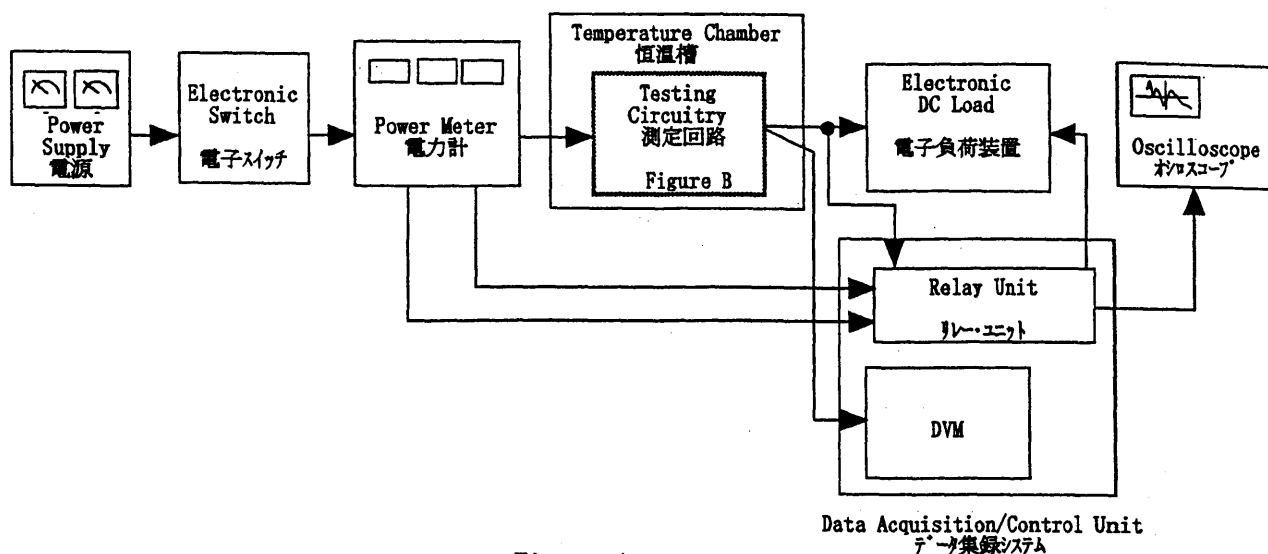 Power
Supply
電源
Electronic
Switch
電子スイッチ
Power Meter
電力計
Temperature Chamber
恒温槽
Testing
Circuitry
測定回路
Figure B
Electronic
DC Load
電子負荷装置
Oscilloscope
オシロスコープ
Relay Unit
リレー・ユニット
DVM
Data Acquisition/Control Unit
データ集録システム